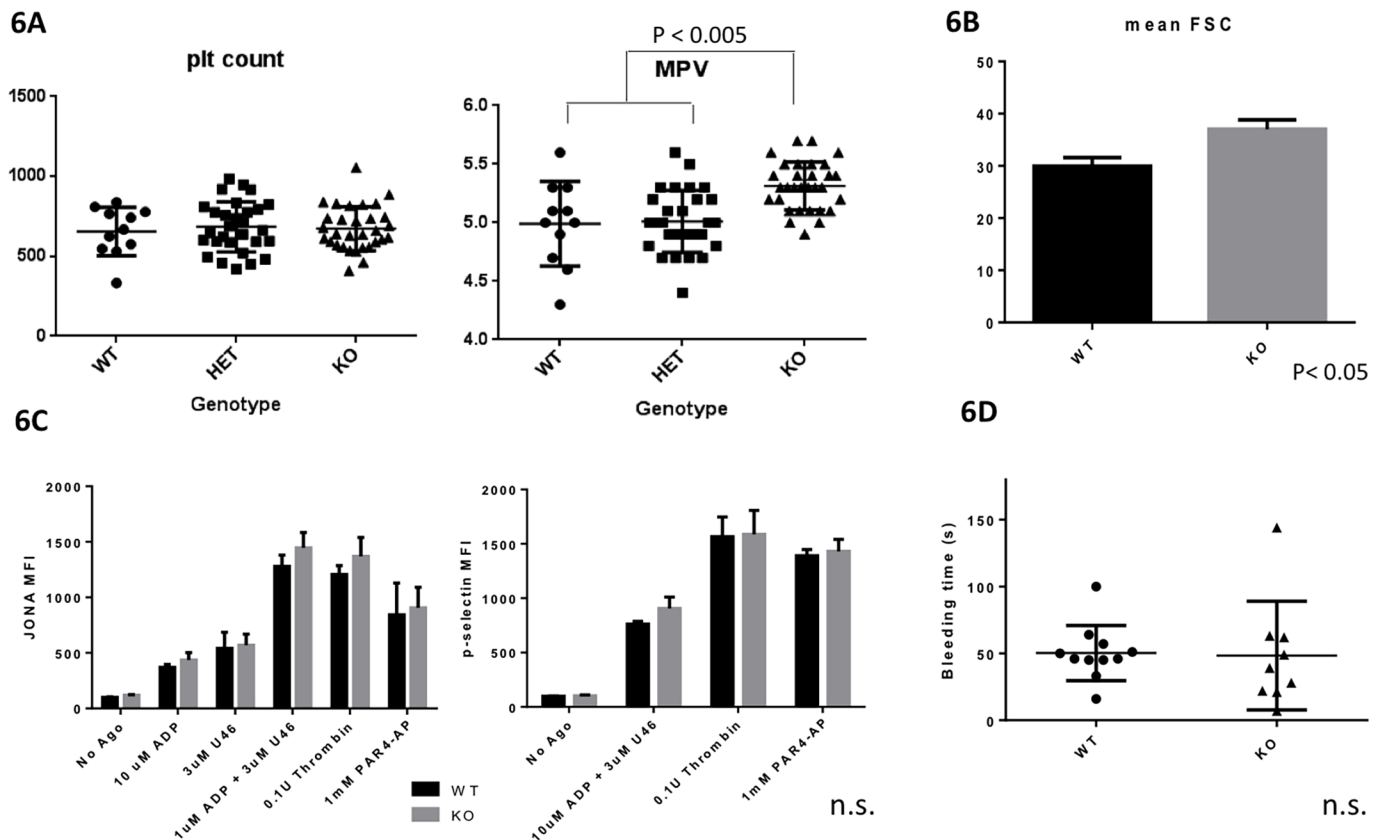 6A
plt count
1500
1000
500
0
WT
HET
KO
Genotype
P < 0.005
MPV
6.0
5.5
5.0
4.5
4.0
WT
HET
KO
Genotype
6B
mean FSC
50
40
30
20
10
0
WT
KO
P< 0.05
6C
JONA MFI
2000
1500
1000
500
0
No Ago
10 uM ADP
3uM U46
1uM ADP + 3uM U46
0.1U Thrombin
1mM PAR4-AP
WT
KO
p-selectin MFI
2000
1500
1000
500
0
No Ago
10uM ADP + 3uM U46
0.1U Thrombin
1mM PAR4-AP
n.s.
6D
Bleeding time (s)
150
100
50
0
WT
KO
n.s.